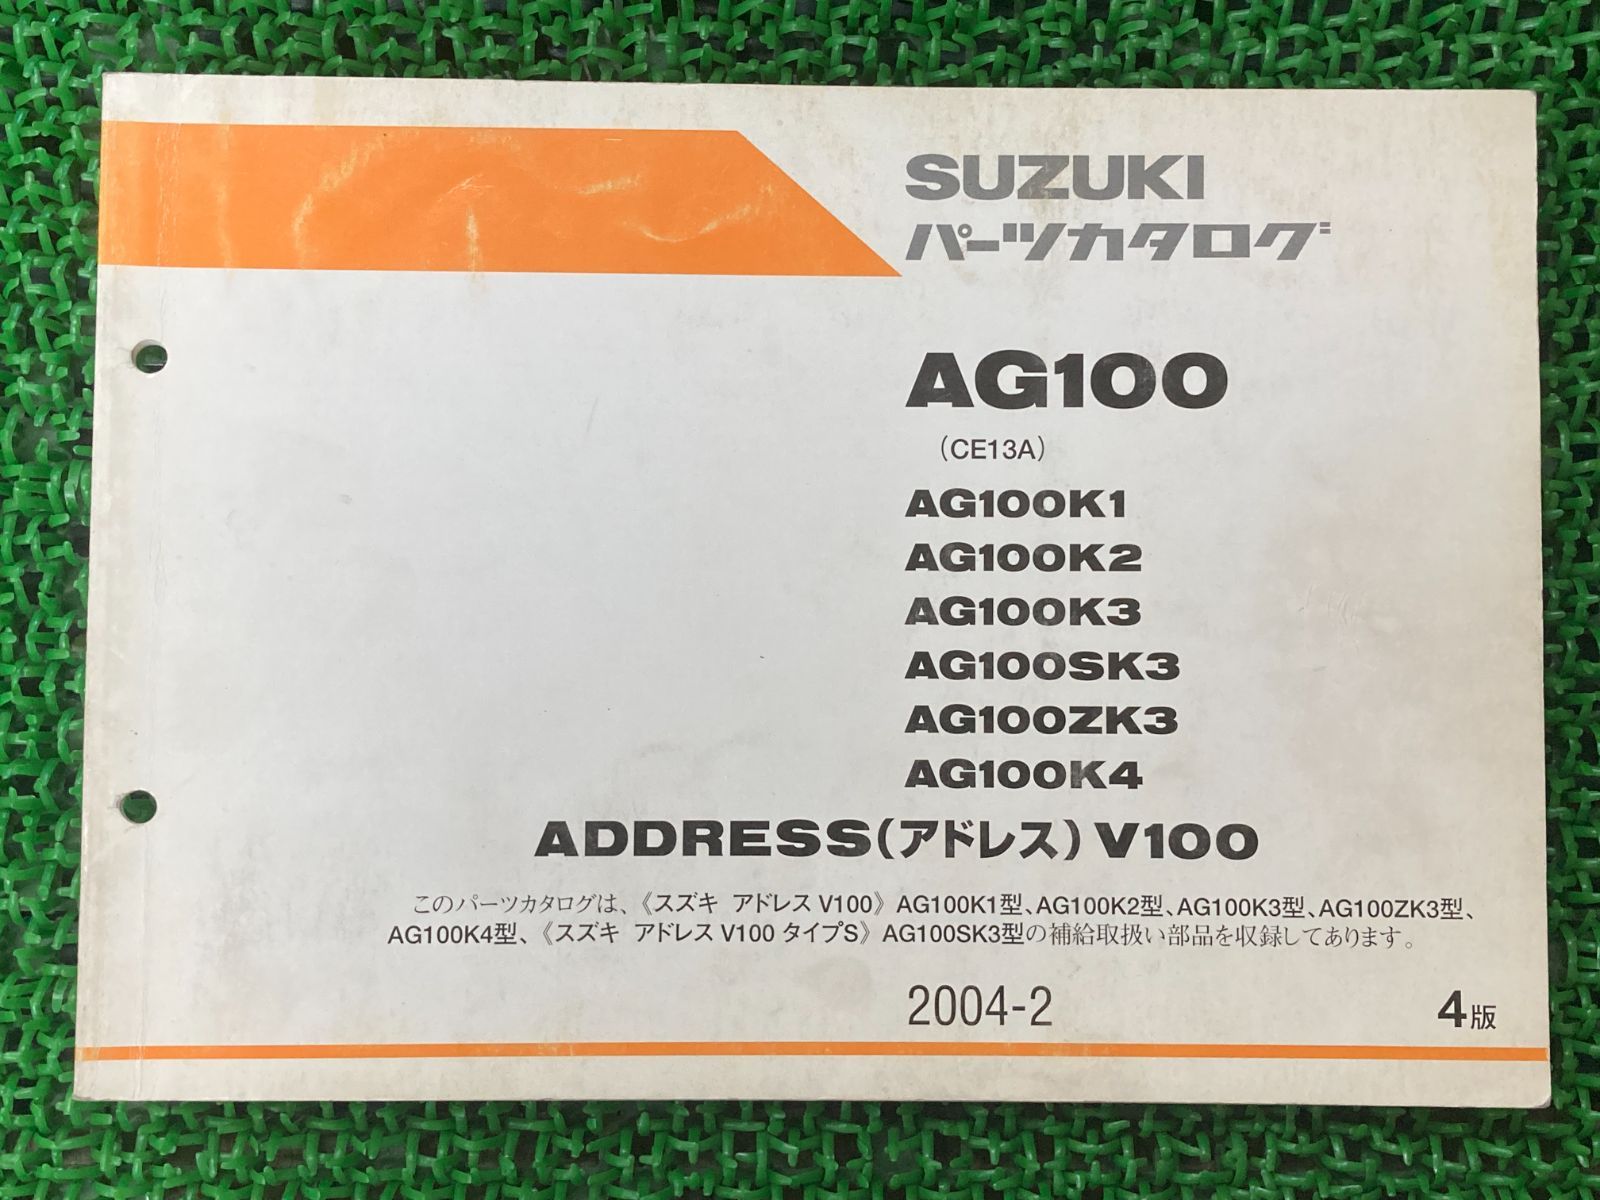 SUZUKI
パーツカタログ
AG100
(CE13A)
AG100K1
AG100K2
AG100K3
AG100SK3
AG100ZK3
AG100K4
ADDRESS(アドレス) V100
このパーツカタログは、《スズキ アドレス V100》 AG100K1型、AG100K2型、AG100K3型、AG100ZK3型、
AG100K4型、《スズキ アドレス V100 タイプS》 AG100SK3型の補給取扱い部品を収録してあります。
2004-2 4版